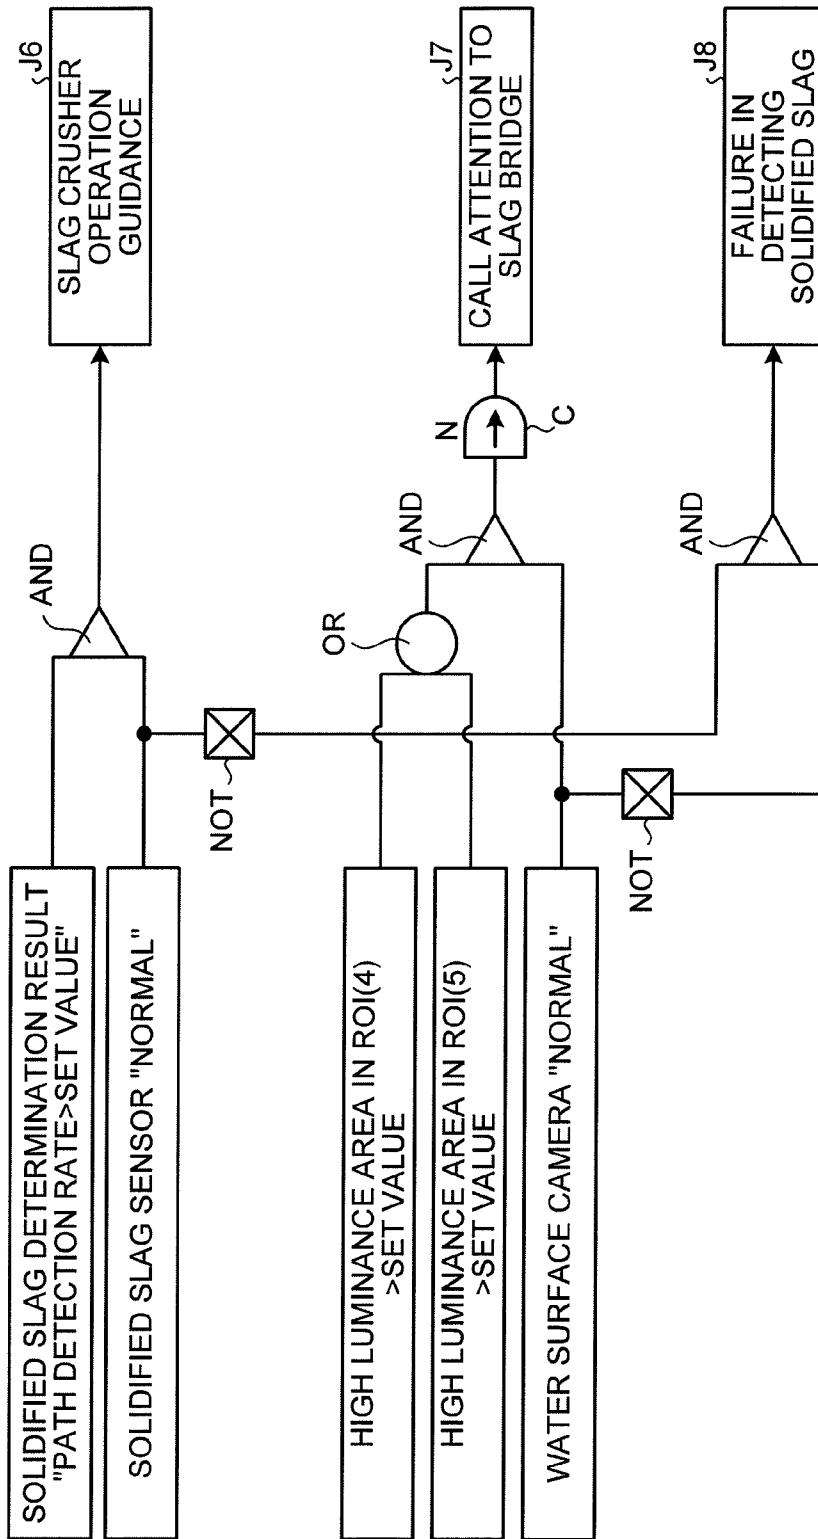 SOLIDIFIED SLAG DETERMINATION RESULT
"PATH DETECTION RATE>SET VALUE"
SOLIDIFIED SLAG SENSOR "NORMAL"
AND
NOT
J6
SLAG CRUSHER
OPERATION
GUIDANCE
HIGH LUMINANCE AREA IN ROI(4)
>SET VALUE
HIGH LUMINANCE AREA IN ROI(5)
>SET VALUE
WATER SURFACE CAMERA "NORMAL"
OR
AND
N
C
NOT
J7
CALL ATTENTION TO
SLAG BRIDGE
AND
J8
FAILURE IN
DETECTING
SOLIDIFIED SLAG